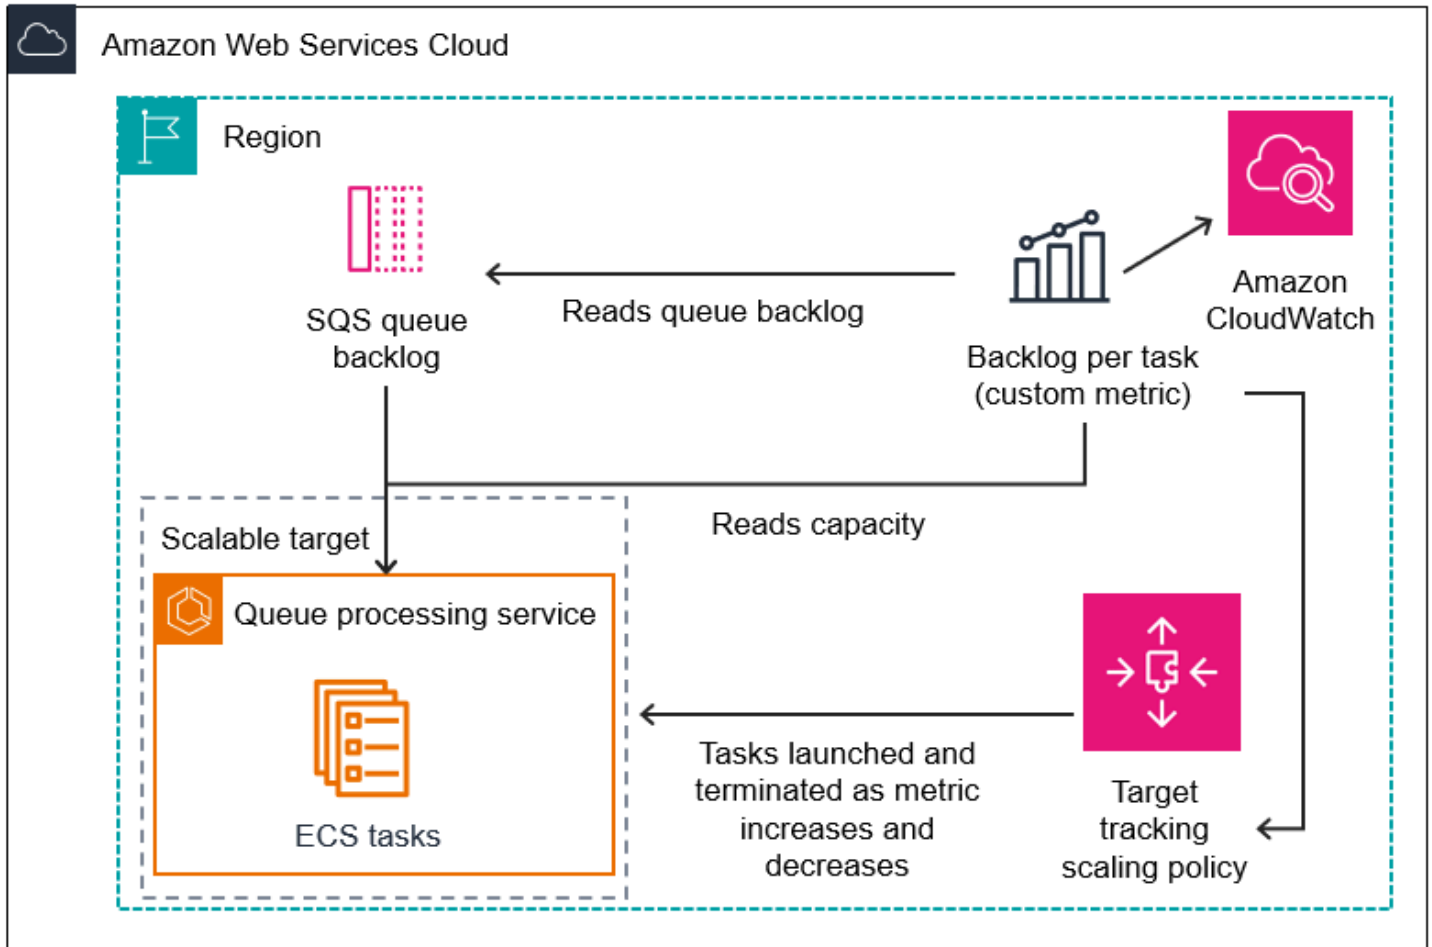 Amazon Web Services Cloud
Region
SQS queue
backlog
Reads queue backlog
Backlog per task
(custom metric)
Amazon
CloudWatch
Reads capacity
Scalable target
Queue processing service
ECS tasks
Tasks launched and
terminated as metric
increases and
decreases
Target
tracking
scaling policy